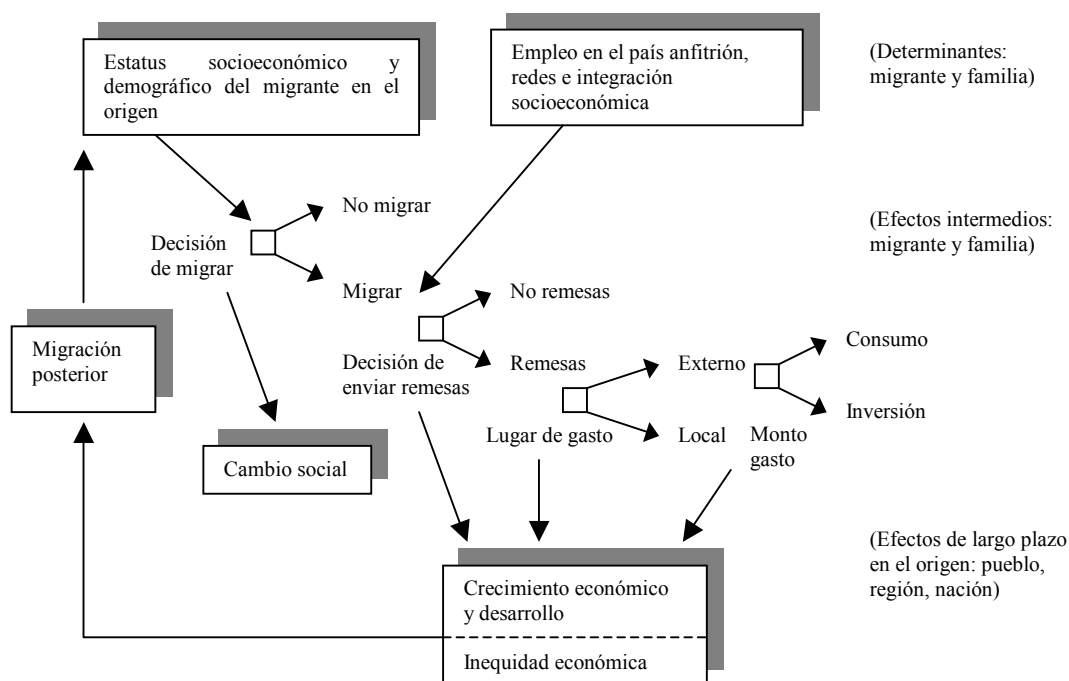 Estatus socioeconómico y
demográfico del migrante en el
origen
Empleo en el país anfitrión,
redes e integración
socioeconómica
(Determinantes:
migrante y familia)
No migrar
Decisión
de migrar
Migrar
(Efectos intermedios:
migrante y familia)
No remesas
Migración
posterior
Decisión de
enviar remesas
Remesas
Externo
Consumo
Inversión
Lugar de gasto
Local
Monto
gasto
Cambio social
(Efectos de largo plazo
en el origen: pueblo,
región, nación)
Crecimiento económico
y desarrollo
Inequidad económica